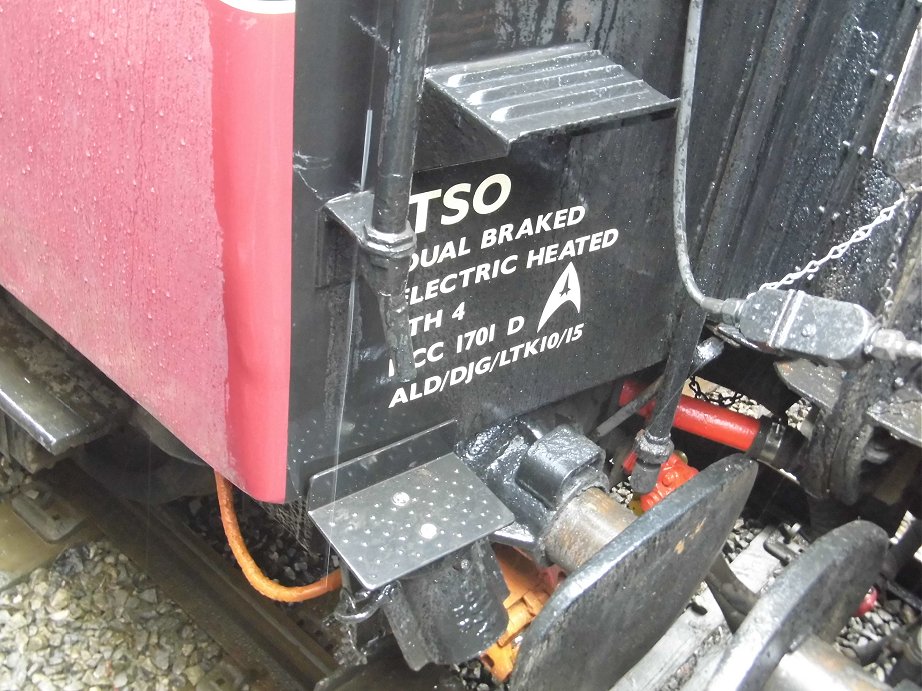 TSO
DUAL BRAKED
ELECTRIC HEATED
TH 4
CC 1701 D
ALD/DJG/LTK10/15